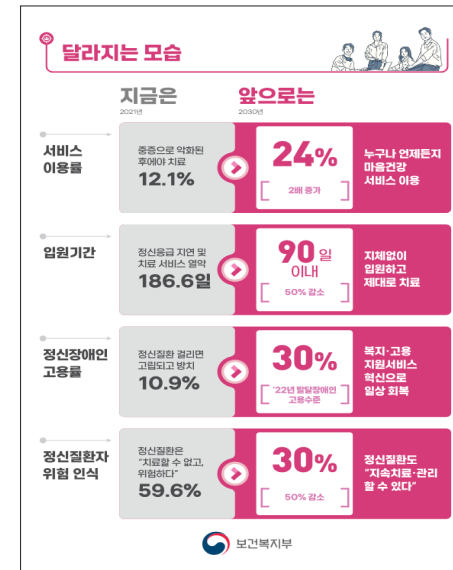 달라지는 모습
지금은
2021년
앞으로는
2030년
서비스
이용률
중증으로 악화된
후에야 치료
12.1%
24%
2배 증가
누구나 언제든지
마음건강
서비스 이용
입원기간
정신응급 지연 및
치료 서비스 열악
186.6일
90일
이내
50% 감소
지체없이
입원하고
제대로 치료
정신장애인
고용률
정신질환 걸리면
고립되고 방치
10.9%
30%
'22년 발달장애인
고용수준
복지·고용
지원서비스
혁신으로
일상 회복
정신질환자
위험 인식
정신질환은
"치료할 수 없고,
위험하다"
59.6%
30%
50% 감소
정신질환도
"지속치료·관리
할 수 있다"
보건복지부